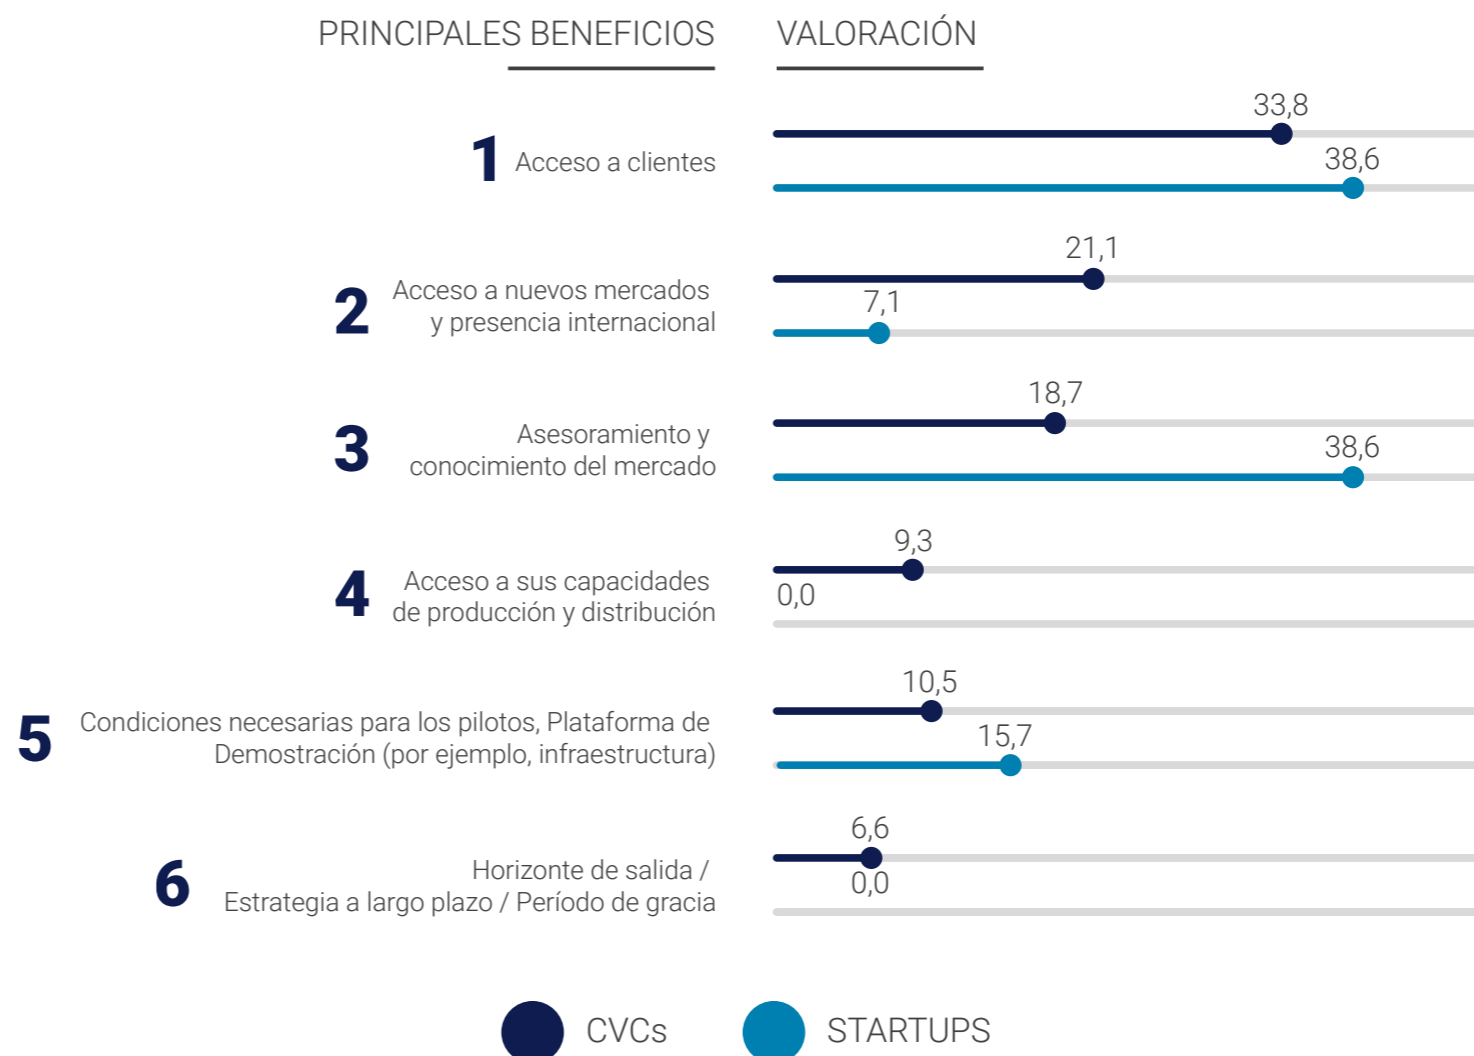 PRINCIPALES BENEFICIOS VALORACIÓN
33,8
1 Acceso a clientes
38,6
21,1
2 Acceso a nuevos mercados
y presencia internacional
7,1
18,7
3 Asesoramiento y
conocimiento del mercado
38,6
9,3
4 Acceso a sus capacidades
de producción y distribución
0,0
10,5
5 Condiciones necesarias para los pilotos, Plataforma de
Demostración (por ejemplo, infraestructura)
15,7
6,6
6 Horizonte de salida /
Estrategia a largo plazo / Período de gracia
0,0
CVCs STARTUPS